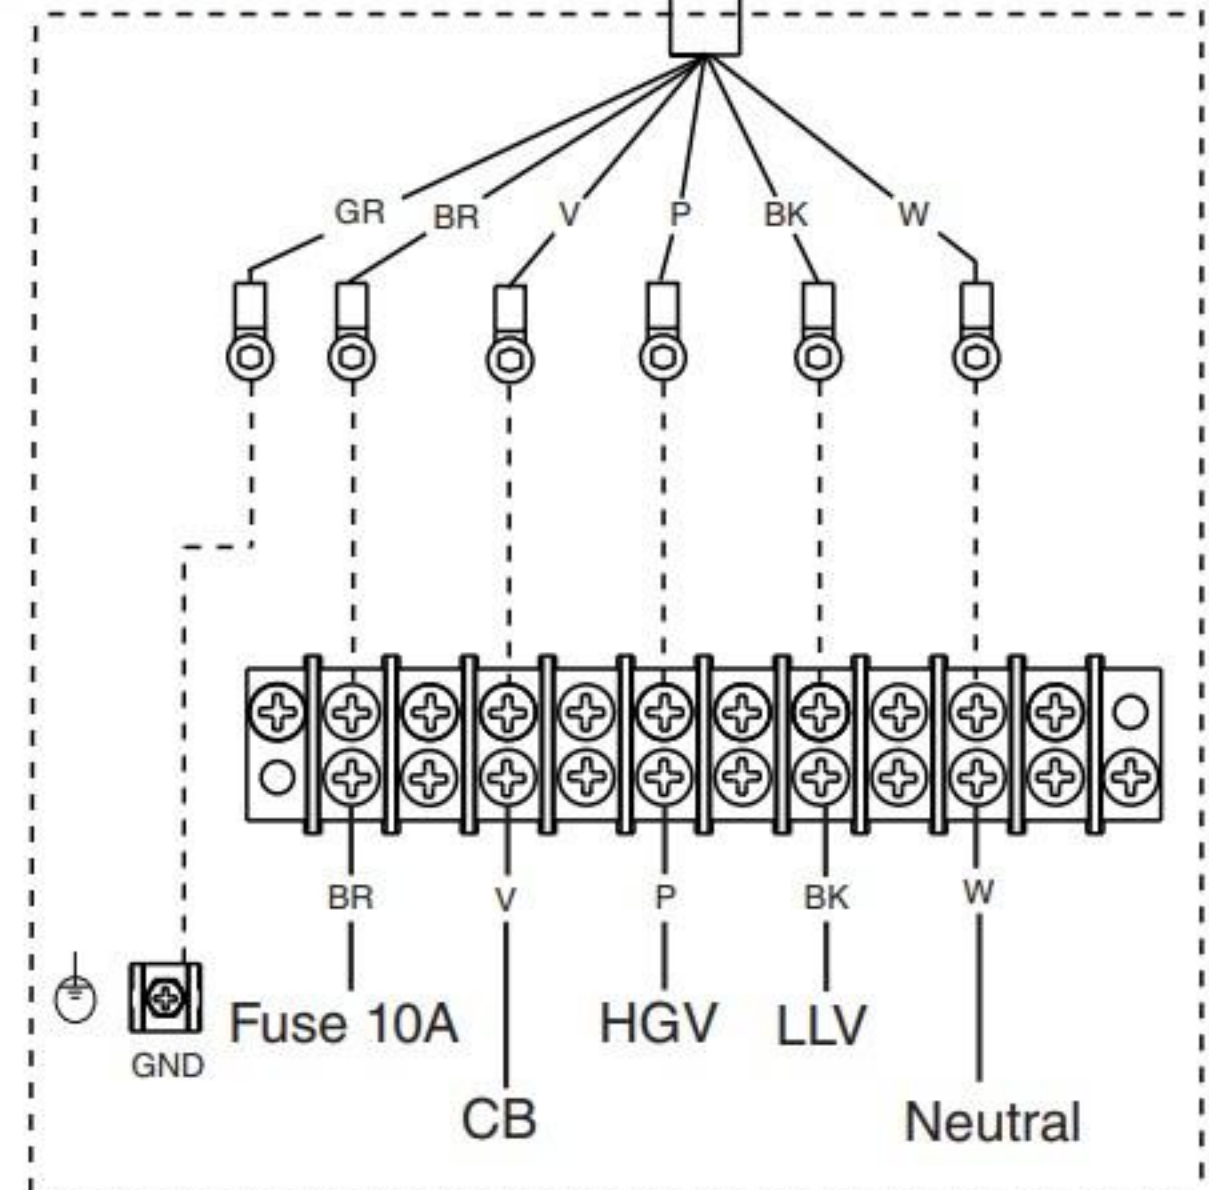 GR BR V P BK W
BR V P BK W
Fuse 10A HGV LLV
GND
CB Neutral